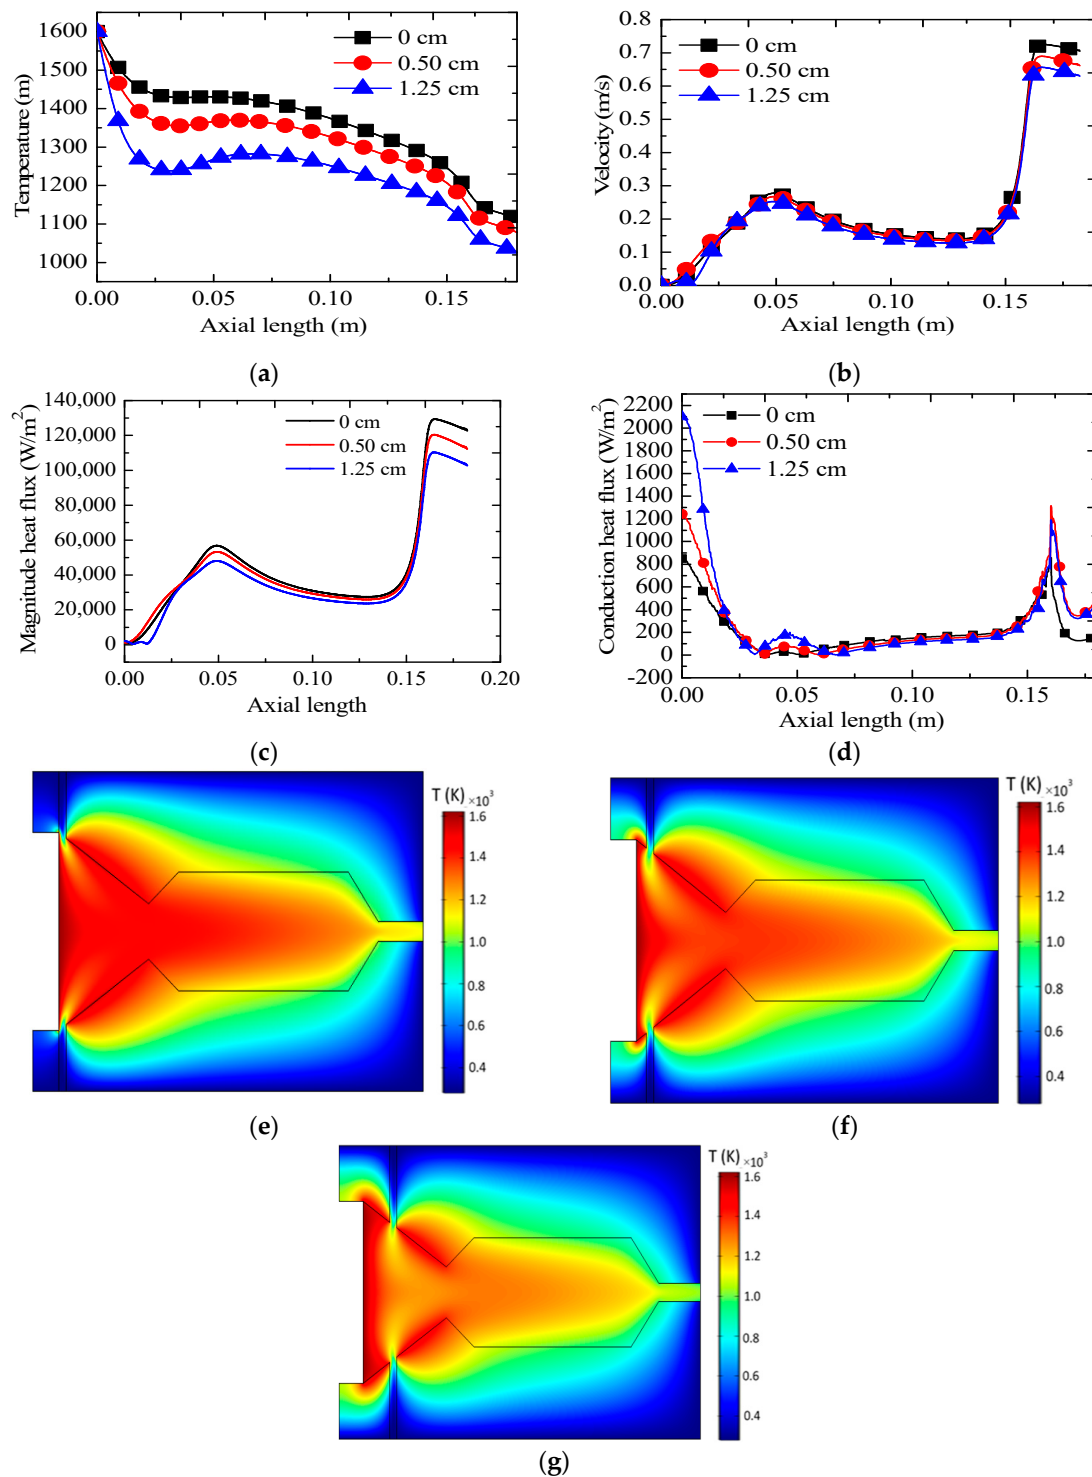 1600
1500
1400
1300
1200
1100
1000
Temperature (m)
0 cm
0.50 cm
1.25 cm
0.00
0.05
0.10
0.15
Axial length (m)
(a)
0.8
0.7
0.6
0.5
0.4
0.3
0.2
0.1
0.0
Velocity (m/s)
0 cm
0.50 cm
1.25 cm
0.00
0.05
0.10
0.15
Axial length (m)
(b)
140,000
120,000
100,000
80,000
60,000
40,000
20,000
0
Magnitude heat flux (W/m²)
0 cm
0.50 cm
1.25 cm
0.00
0.05
0.10
0.15
0.20
Axial length
(c)
2200
2000
1800
1600
1400
1200
1000
800
600
400
200
0
-200
Conduction heat flux (W/m²)
0 cm
0.50 cm
1.25 cm
0.00
0.05
0.10
0.15
Axial length (m)
(d)
T (K) ×10³
1.6
1.4
1.2
1.0
0.8
0.6
0.4
(e)
T (K) ×10³
1.6
1.4
1.2
1.0
0.8
0.6
0.4
(f)
T (K) ×10³
1.6
1.4
1.2
1.0
0.8
0.6
0.4
(g)